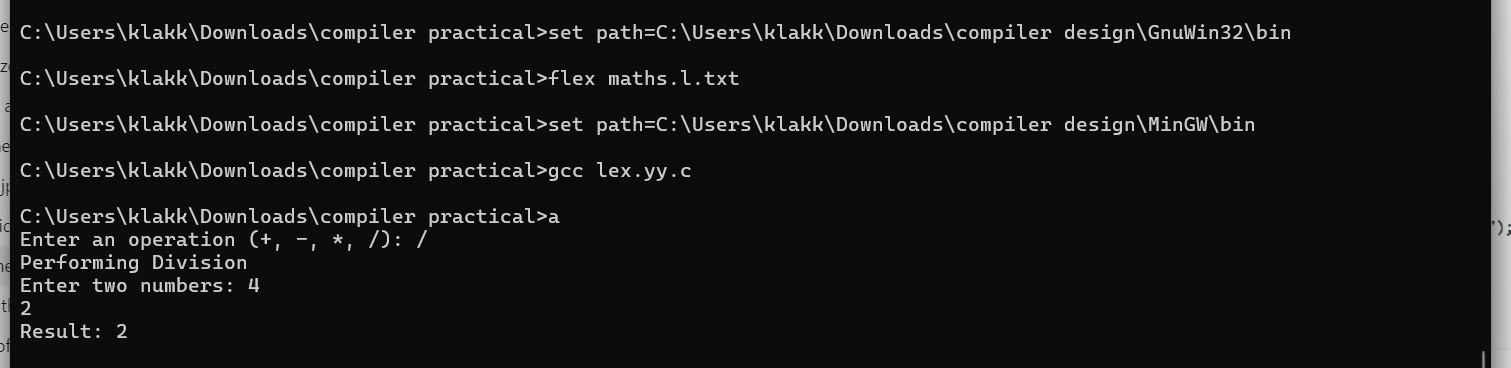 C:\Users\klakk\Downloads\compiler practical>set path=C:\Users\klakk\Downloads\compiler design\GnuWin32\bin
C:\Users\klakk\Downloads\compiler practical>flex maths.l.txt
C:\Users\klakk\Downloads\compiler practical>set path=C:\Users\klakk\Downloads\compiler design\MinGW\bin
C:\Users\klakk\Downloads\compiler practical>gcc lex.yy.c
C:\Users\klakk\Downloads\compiler practical>a
Enter an operation (+, -, *, /): /
Performing Division
Enter two numbers: 4
2
Result: 2